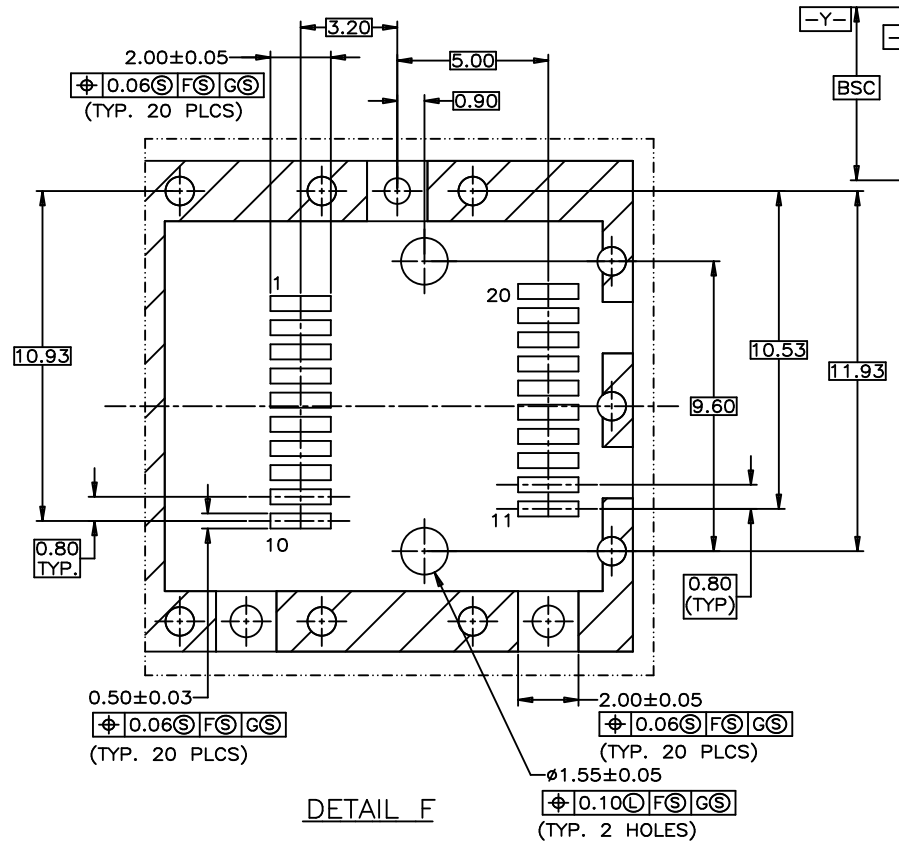 3.20
-Y-
-
2.00±0.05
5.00
⌖ 0.06Ⓢ FⓈ GⓈ
BSC
(TYP. 20 PLCS)
0.90
1
20
10.93
10.53
11.93
9.60
11
10
0.80
TYP.
0.80
(TYP)
0.50±0.03
2.00±0.05
⌖ 0.06Ⓢ FⓈ GⓈ
⌖ 0.06Ⓢ FⓈ GⓈ
(TYP. 20 PLCS)
(TYP. 20 PLCS)
ø1.55±0.05
⌖ 0.10Ⓛ FⓈ GⓈ
DETAIL F
(TYP. 2 HOLES)